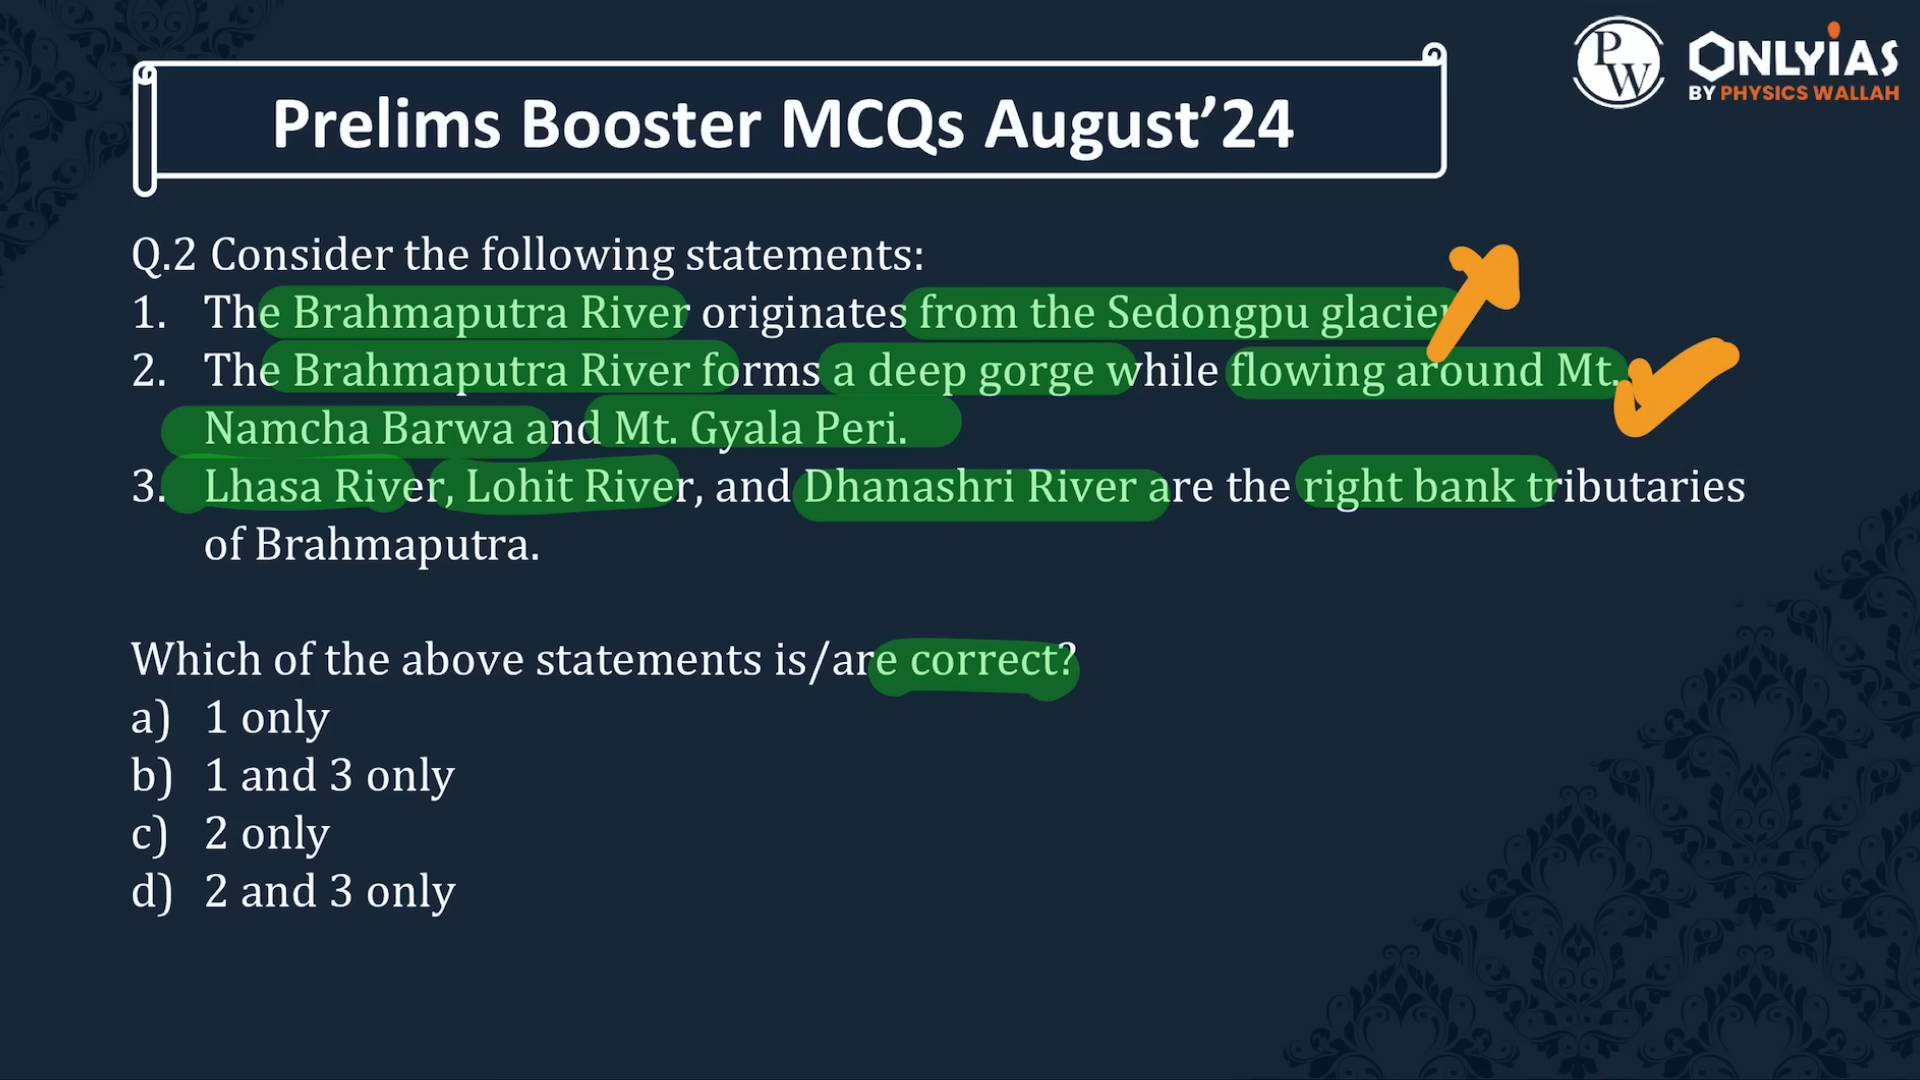 PW ONLYIAS
BY PHYSICS WALLAH
Prelims Booster MCQs August’24
Q.2 Consider the following statements:
1. The Brahmaputra River originates from the Sedongpu glacier
2. The Brahmaputra River forms a deep gorge while flowing around Mt.
Namcha Barwa and Mt. Gyala Peri.
3. Lhasa River, Lohit River, and Dhanashri River are the right bank tributaries
of Brahmaputra.
Which of the above statements is/are correct?
a) 1 only
b) 1 and 3 only
c) 2 only
d) 2 and 3 only